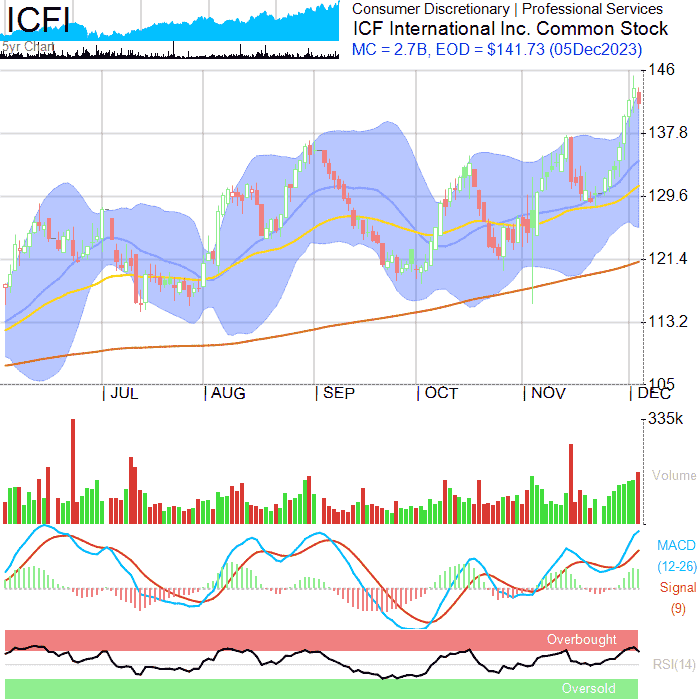 ICFI
5yr Chart
Consumer Discretionary | Professional Services
ICF International Inc. Common Stock
MC = 2.7B, EOD = $141.73 (05Dec2023)
146
137.8
129.6
121.4
113.2
105
JUL AUG SEP OCT NOV DEC
335k
Volume
MACD
(12-26)
Signal
(9)
Overbought
RSI(14)
Oversold